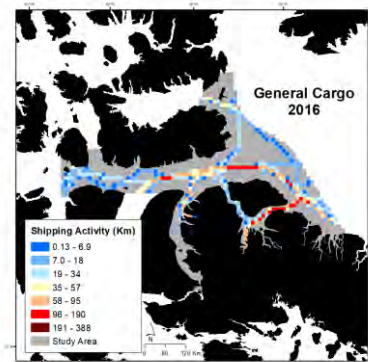 General Cargo
2016
Shipping Activity (Km)
0.13 - 6.9
7.0 - 18
19 - 34
35 - 57
58 - 95
96 - 190
191 - 388
Study Area
N
0 60 120 Km